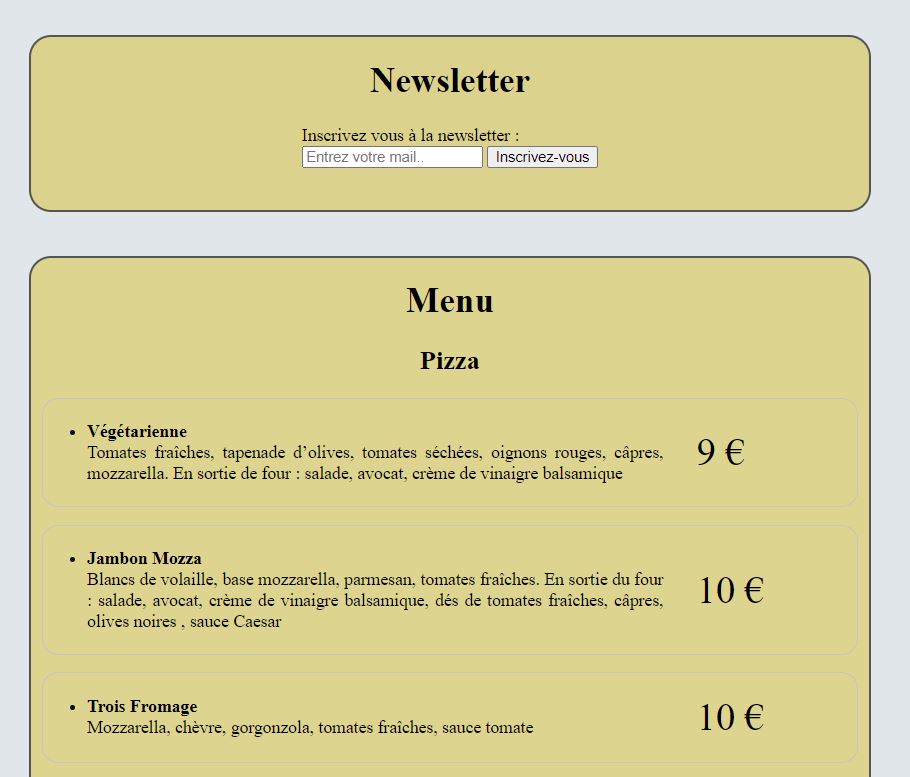 Newsletter
Inscrivez vous à la newsletter :
Entrez votre mail.. Inscrivez-vous
Menu
Pizza
Végétarienne
Tomates fraîches, tapenade d’olives, tomates séchées, oignons rouges, câpres,
mozzarella. En sortie de four : salade, avocat, crème de vinaigre balsamique
9 €
Jambon Mozza
Blancs de volaille, base mozzarella, parmesan, tomates fraîches. En sortie du four
: salade, avocat, crème de vinaigre balsamique, dés de tomates fraîches, câpres,
olives noires , sauce Caesar
10 €
Trois Fromage
Mozzarella, chèvre, gorgonzola, tomates fraîches, sauce tomate
10 €